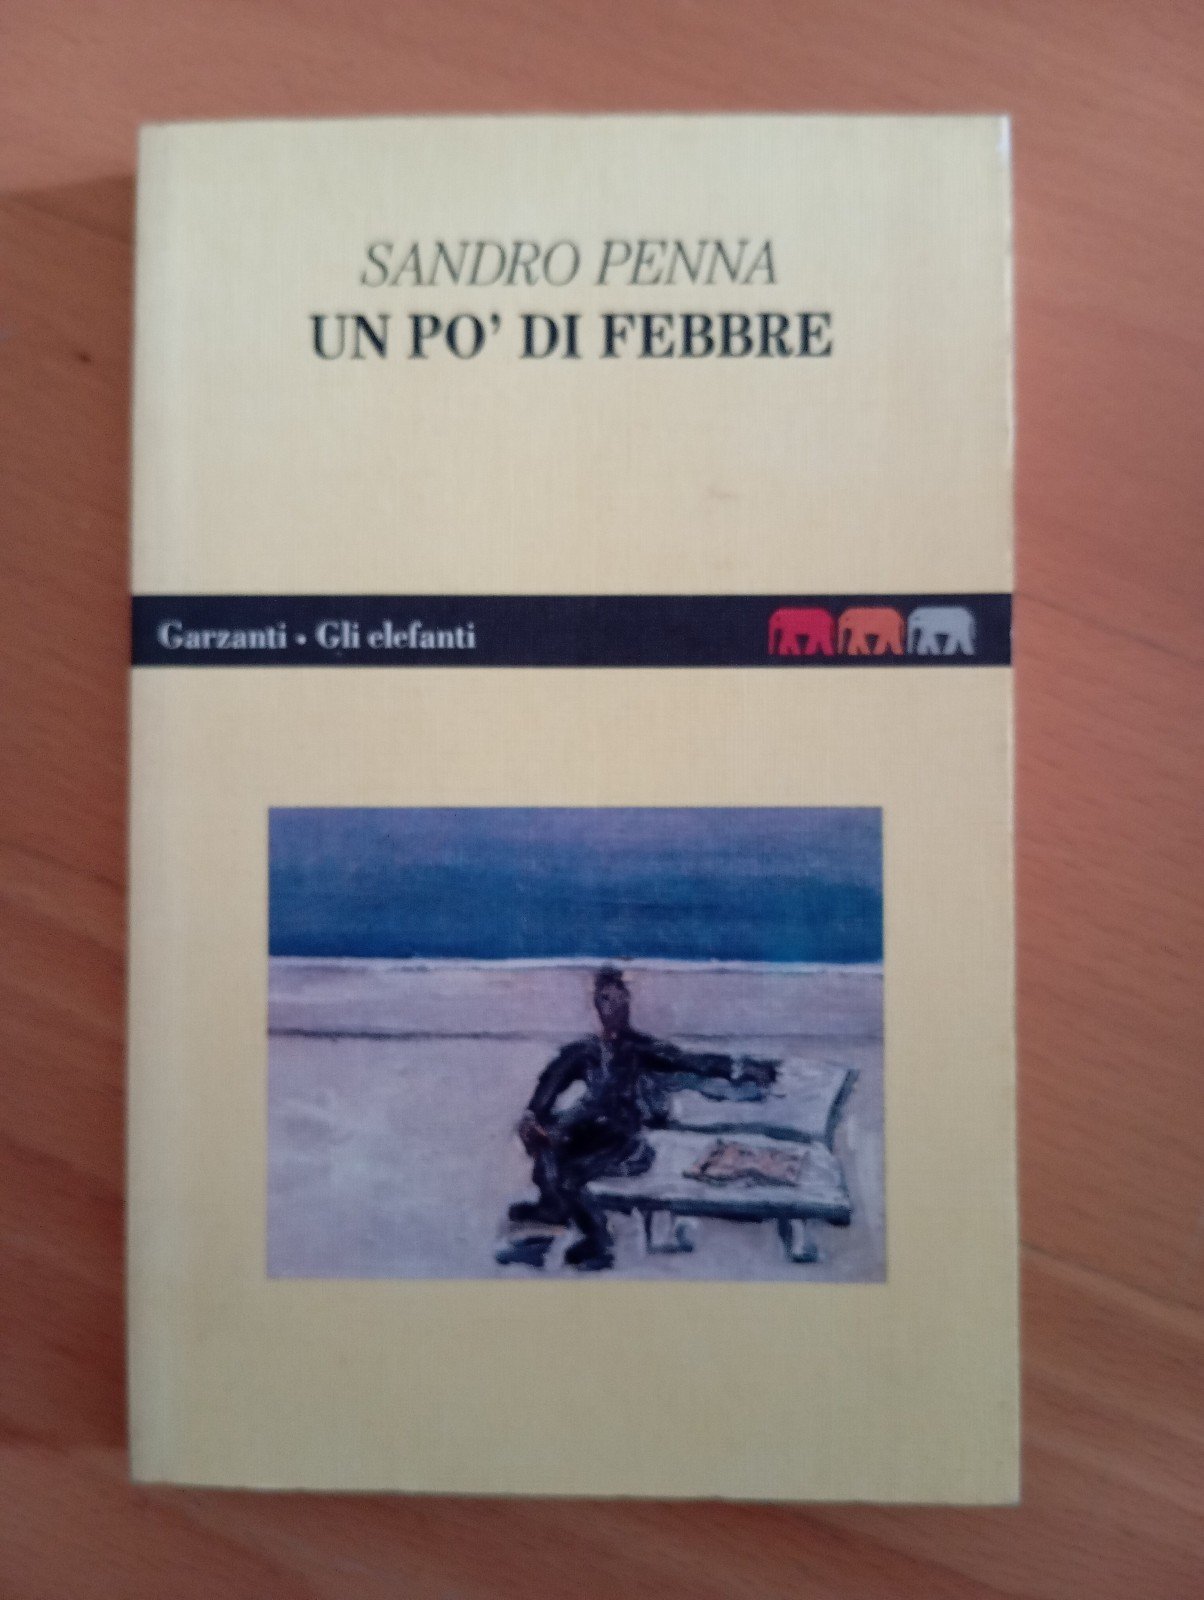 SANDRO PENNA
UN PO’ DI FEBBRE
Garzanti • Gli elefanti